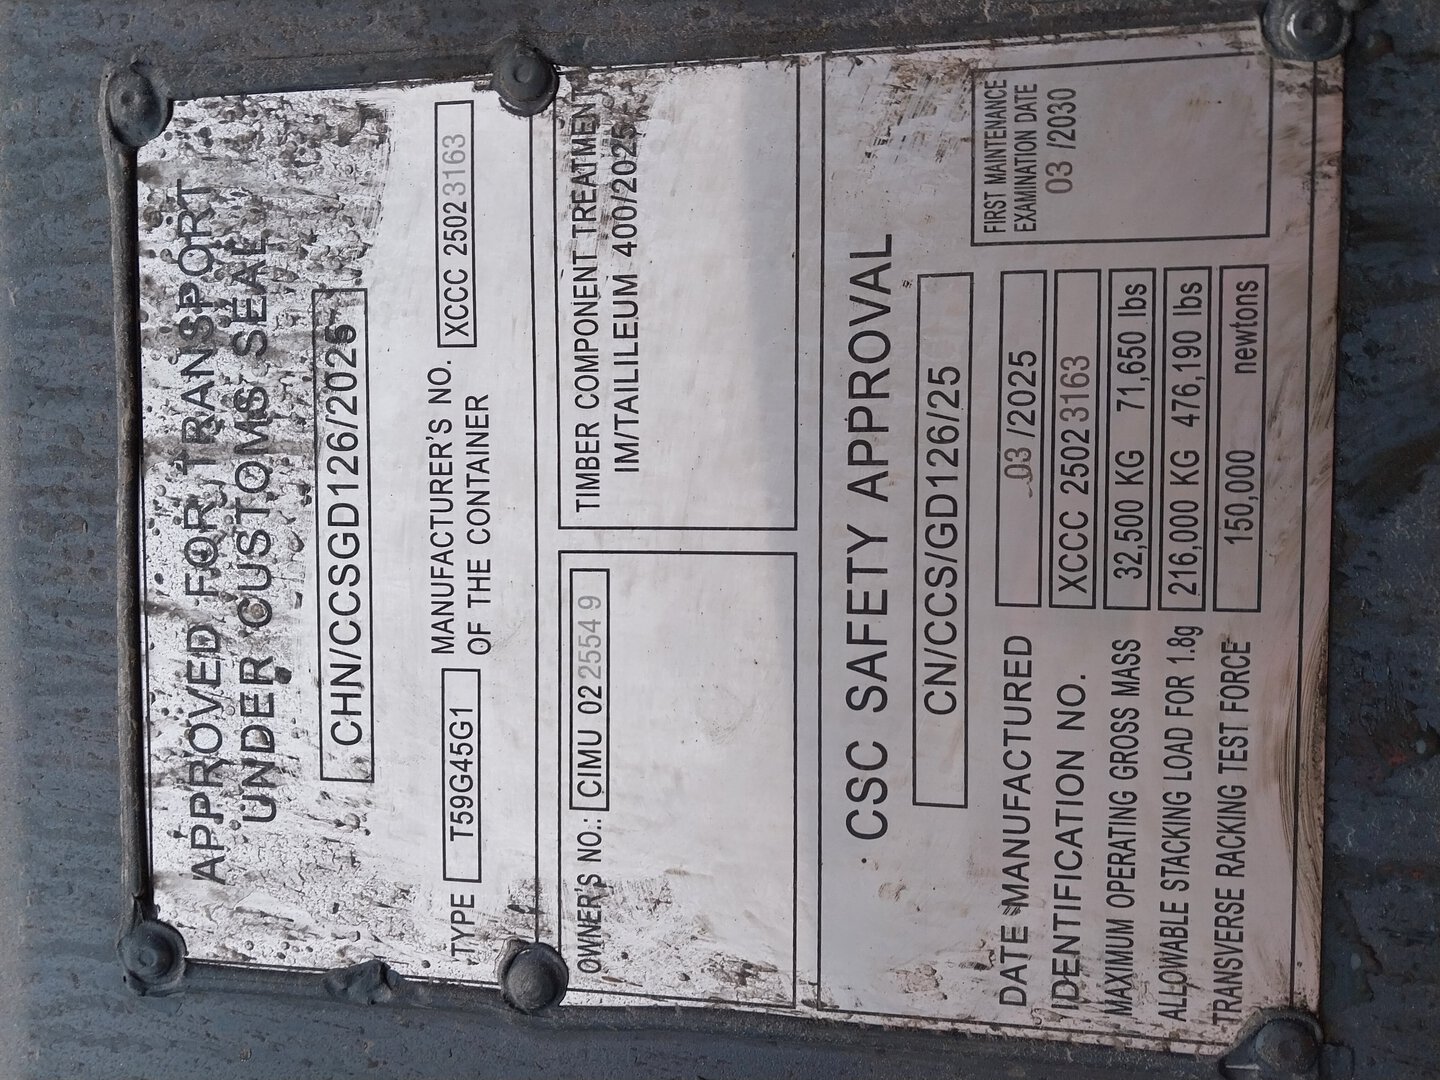 APPROVED FOR TRANSPORT
UNDER CUSTOMS SEAL
CHN/CCSGD126/2025
TYPE T59G45G1 MANUFACTURER'S NO. OF THE CONTAINER XCCC 25023163
OWNER'S NO.: CIMU 02 2554 9
TIMBER COMPONENT TREATMENT
IM/TAILILEUM 400/2025
CSC SAFETY APPROVAL
CN/CCS/GD126/25
DATE MANUFACTURED 03 /2025
IDENTIFICATION NO. XCCC 2502 3163
MAXIMUM OPERATING GROSS MASS 32,500 KG 71,650 lbs
ALLOWABLE STACKING LOAD FOR 1.8g 216,000 KG 476,190 lbs
TRANSVERSE RACKING TEST FORCE 150,000 newtons
FIRST MAINTENANCE
EXAMINATION DATE
03 /2030